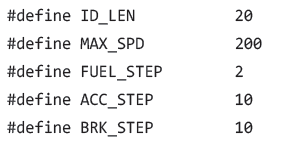 #define ID_LEN 20
#define MAX_SPD 200
#define FUEL_STEP 2
#define ACC_STEP 10
#define BRK_STEP 10